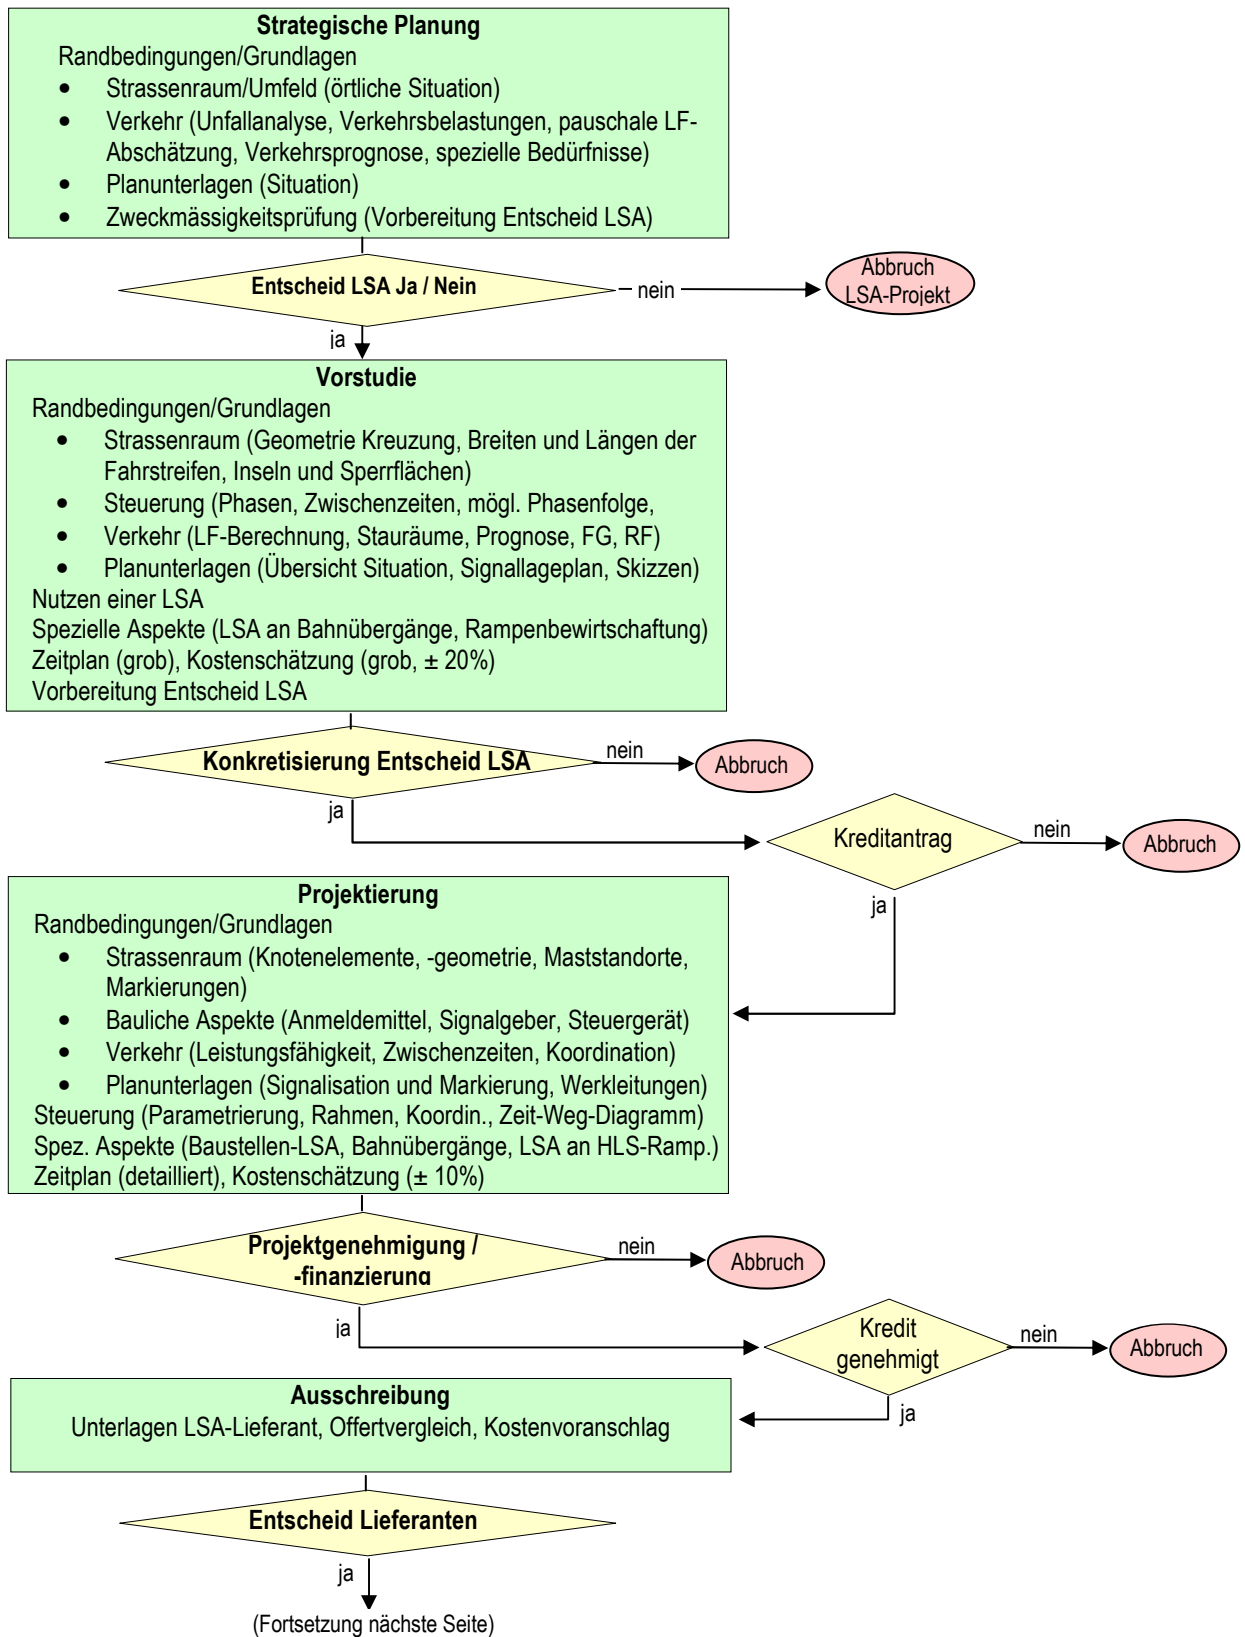 Strategische Planung
Randbedingungen/Grundlagen
• Strassenraum/Umfeld (örtliche Situation)
• Verkehr (Unfallanalyse, Verkehrsbelastungen, pauschale LF-
Abschätzung, Verkehrsprognose, spezielle Bedürfnisse)
• Planunterlagen (Situation)
• Zweckmässigkeitsprüfung (Vorbereitung Entscheid LSA)
Entscheid LSA Ja / Nein
nein
Abbruch
LSA-Projekt
ja
Vorstudie
Randbedingungen/Grundlagen
• Strassenraum (Geometrie Kreuzung, Breiten und Längen der
Fahrstreifen, Inseln und Sperrflächen)
• Steuerung (Phasen, Zwischenzeiten, mögl. Phasenfolge,
• Verkehr (LF-Berechnung, Stauräume, Prognose, FG, RF)
• Planunterlagen (Übersicht Situation, Signallageplan, Skizzen)
Nutzen einer LSA
Spezielle Aspekte (LSA an Bahnübergänge, Rampenbewirtschaftung)
Zeitplan (grob), Kostenschätzung (grob, ± 20%)
Vorbereitung Entscheid LSA
Konkretisierung Entscheid LSA
nein
Abbruch
ja
Kreditantrag
nein
Abbruch
ja
Projektierung
Randbedingungen/Grundlagen
• Strassenraum (Knotenelemente, -geometrie, Maststandorte,
Markierungen)
• Bauliche Aspekte (Anmeldemittel, Signalgeber, Steuergerät)
• Verkehr (Leistungsfähigkeit, Zwischenzeiten, Koordination)
• Planunterlagen (Signalisation und Markierung, Werkleitungen)
Steuerung (Parametrierung, Rahmen, Koordin., Zeit-Weg-Diagramm)
Spez. Aspekte (Baustellen-LSA, Bahnübergänge, LSA an HLS-Ramp.)
Zeitplan (detailliert), Kostenschätzung (± 10%)
Projektgenehmigung /
-finanzierung
nein
Abbruch
ja
Kredit
genehmigt
nein
Abbruch
ja
Ausschreibung
Unterlagen LSA-Lieferant, Offertvergleich, Kostenvoranschlag
Entscheid Lieferanten
ja
(Fortsetzung nächste Seite)